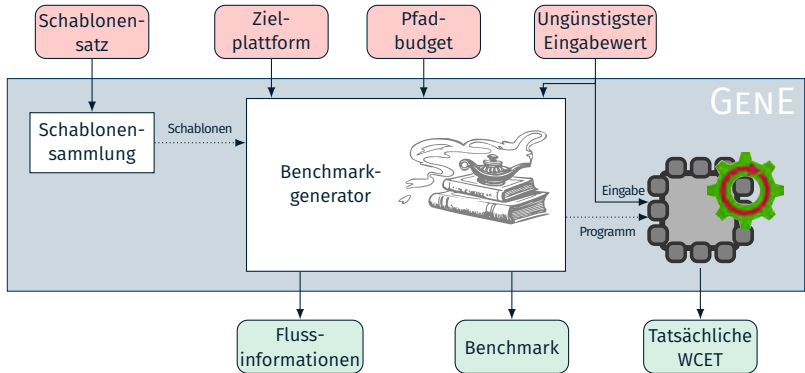 Schablonen-
satz
Ziel-
plattform
Pfad-
budget
Ungünstigster
Eingabewert
GENE
Schablonen-
sammlung
Schablonen
Benchmark-
generator
Eingabe
Programm
Fluss-
informationen
Benchmark
Tatsächliche
WCET